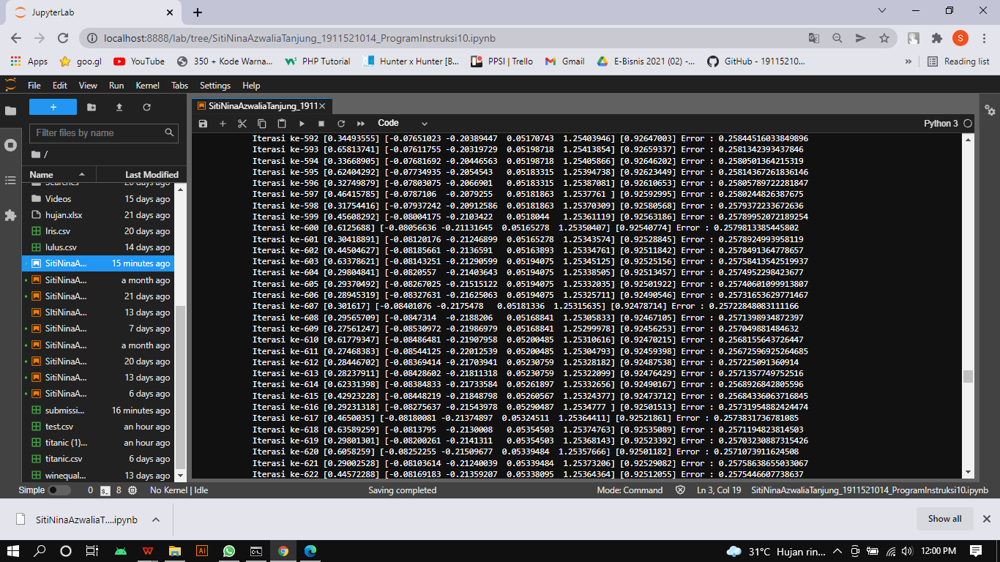 JupyterLab
localhost:8888/lab/tree/SitiNinaAzwaliaTanjung_1911521014_ProgramInstruksi10.ipynb
S
Apps goo.gl YouTube 350 + Kode Warna... PHP Tutorial Hunter x Hunter [B... PPSI | Trello Gmail E-Bisnis 2021 (02) -... GitHub - 19115210... » Reading list
File Edit View Run Kernel Tabs Settings Help
SitiNinaAzwaliaTanjung_1911
Filter files by name
/
Name Last Modified
Videos 15 days ago
hujan.xlsx 21 days ago
Iris.csv 20 days ago
lulus.csv 14 days ago
SitiNinaA... 15 minutes ago
SitiNinaA... a month ago
SitiNinaA... 21 days ago
SItiNinaA... 13 days ago
SitiNinaA... 7 days ago
SitiNinaA... a month ago
SitiNinaA... 20 days ago
SitiNinaA... 13 days ago
SitiNinaA... 6 days ago
submissi... 16 minutes ago
test.csv an hour ago
titanic (1)... an hour ago
titanic.csv 6 days ago
winequal... 13 days ago
Code
Python 3
Iterasi ke-592 [0.34493555] [-0.07651023 -0.20389447 0.05170743 1.25403946] [0.92647003] Error : 0.25844516033849896
Iterasi ke-593 [0.65813741] [-0.07611755 -0.20319729 0.05198718 1.25413854] [0.92659337] Error : 0.2581342393437846
Iterasi ke-594 [0.33668905] [-0.07681692 -0.20446563 0.05198718 1.25405866] [0.92646202] Error : 0.2580501364215319
Iterasi ke-595 [0.62404292] [-0.07734935 -0.2054543 0.05183315 1.25394738] [0.92623449] Error : 0.25814367261836146
Iterasi ke-596 [0.32749879] [-0.07803075 -0.2066901 0.05183315 1.25387081] [0.92610653] Error : 0.25805789722281847
Iterasi ke-597 [0.46415785] [-0.0787106 -0.2079255 0.05181863 1.2537761 ] [0.92592995] Error : 0.2580244826387675
Iterasi ke-598 [0.31754416] [-0.07937242 -0.20912586 0.05181863 1.25370309] [0.92580568] Error : 0.2579372233672636
Iterasi ke-599 [0.45608292] [-0.08004175 -0.2103422 0.0518044 1.25361119] [0.92563186] Error : 0.25789952072189254
Iterasi ke-600 [0.6125688] [-0.08056636 -0.21131645 0.05165278 1.25350407] [0.92540774] Error : 0.2579813385445802
Iterasi ke-601 [0.30418891] [-0.08120176 -0.21246899 0.05165278 1.25343574] [0.92528845] Error : 0.2578924993958119
Iterasi ke-602 [0.44504627] [-0.08185661 -0.2136591 0.05163893 1.25334761] [0.92511842] Error : 0.2578491364778657
Iterasi ke-603 [0.63378621] [-0.08143251 -0.21290599 0.05194075 1.25345125] [0.92525156] Error : 0.25758413542519937
Iterasi ke-604 [0.29804841] [-0.0820557 -0.21403643 0.05194075 1.25338505] [0.92513457] Error : 0.2574952298423677
Iterasi ke-605 [0.29370492] [-0.08267025 -0.21515122 0.05194075 1.25332035] [0.92501922] Error : 0.25740601099913807
Iterasi ke-606 [0.28945319] [-0.08327631 -0.21625063 0.05194075 1.25325711] [0.92490546] Error : 0.25731653629771467
Iterasi ke-607 [0.301617] [-0.08401076 -0.2175478 0.05181336 1.25315635] [0.92478714] Error : 0.25722848083111166
Iterasi ke-608 [0.29565709] [-0.0847314 -0.2188206 0.05168841 1.25305833] [0.92467105] Error : 0.2571398934872397
Iterasi ke-609 [0.27561247] [-0.08530972 -0.21986979 0.05168841 1.25299978] [0.92456253] Error : 0.257049881484632
Iterasi ke-610 [0.61779347] [-0.08486481 -0.21907958 0.05200485 1.25310616] [0.92470215] Error : 0.2568155643726447
Iterasi ke-611 [0.27468383] [-0.08544125 -0.22012539 0.05200485 1.25304793] [0.92459398] Error : 0.25672596925264685
Iterasi ke-612 [0.28446702] [-0.08369414 -0.21703941 0.05230759 1.25328182] [0.92487538] Error : 0.257225091360914
Iterasi ke-613 [0.28237911] [-0.08428602 -0.21811318 0.05230759 1.25322099] [0.92476429] Error : 0.2571357749752516
Iterasi ke-614 [0.62331398] [-0.08384833 -0.21733584 0.05261897 1.25332656] [0.92490167] Error : 0.2568926842805596
Iterasi ke-615 [0.42923228] [-0.08448219 -0.21848798 0.05260567 1.25324377] [0.92473712] Error : 0.25684336063716845
Iterasi ke-616 [0.29231318] [-0.08275637 -0.21543978 0.05290487 1.2534777 ] [0.92501513] Error : 0.25731954882424474
Iterasi ke-617 [0.4650035] [-0.08180081 -0.21374897 0.05324511 1.25364411] [0.92521861] Error : 0.2573831736781085
Iterasi ke-618 [0.63589259] [-0.0813795 -0.2130008 0.05354503 1.25374763] [0.92535089] Error : 0.2571194823814503
Iterasi ke-619 [0.29801301] [-0.08200261 -0.2141311 0.05354503 1.25368143] [0.92523392] Error : 0.25703230887315426
Iterasi ke-620 [0.6058259] [-0.08252255 -0.21509677 0.05339484 1.25357666] [0.92501182] Error : 0.2571073911624508
Iterasi ke-621 [0.29002528] [-0.08103614 -0.21240039 0.05339484 1.25373206] [0.92529082] Error : 0.25758638655033067
Iterasi ke-622 [0.44572288] [-0.08169183 -0.21359207 0.05338095 1.25364364] [0.92512055] Error : 0.2575446607738637
Simple 0 8 No Kernel | Idle Saving completed Mode: Command Ln 3, Col 19 SitiNinaAzwaliaTanjung_1911521014_ProgramInstruksi10.ipynb
SitiNinaAzwaliaT....ipynb Show all
31°C Hujan rin... 12:00 PM